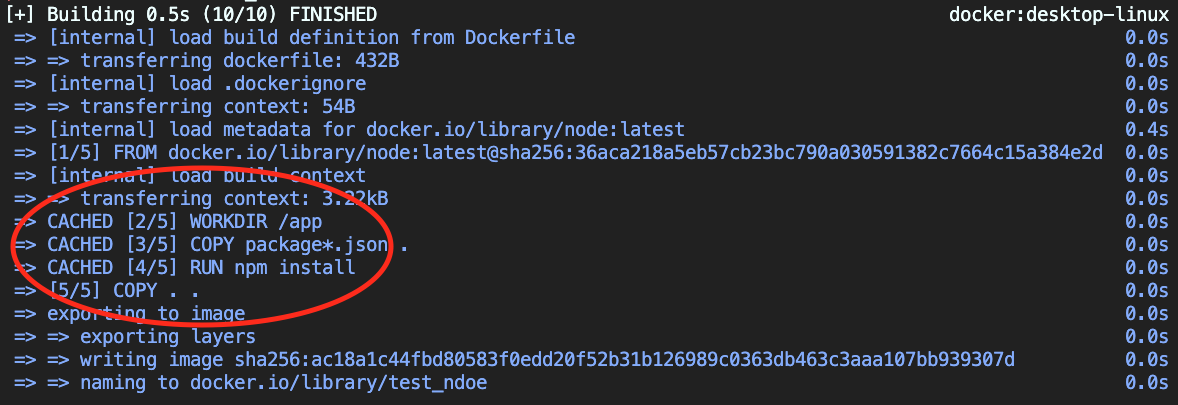 [+] Building 0.5s (10/10) FINISHED docker:desktop-linux
=> [internal] load build definition from Dockerfile 0.0s
=> => transferring dockerfile: 432B 0.0s
=> [internal] load .dockerignore 0.0s
=> => transferring context: 54B 0.0s
=> [internal] load metadata for docker.io/library/node:latest 0.4s
=> [1/5] FROM docker.io/library/node:latest@sha256:36aca218a5eb57cb23bc790a030591382c7664c15a384e2d 0.0s
=> [internal] load build context 0.0s
=> => transferring context: 3.22kB 0.0s
=> CACHED [2/5] WORKDIR /app 0.0s
=> CACHED [3/5] COPY package*.json . 0.0s
=> CACHED [4/5] RUN npm install 0.0s
=> [5/5] COPY . . 0.0s
=> exporting to image 0.0s
=> => exporting layers 0.0s
=> => writing image sha256:ac18a1c44fbd80583f0edd20f52b31b126989c0363db463c3aaa107bb939307d 0.0s
=> => naming to docker.io/library/test_ndoe 0.0s